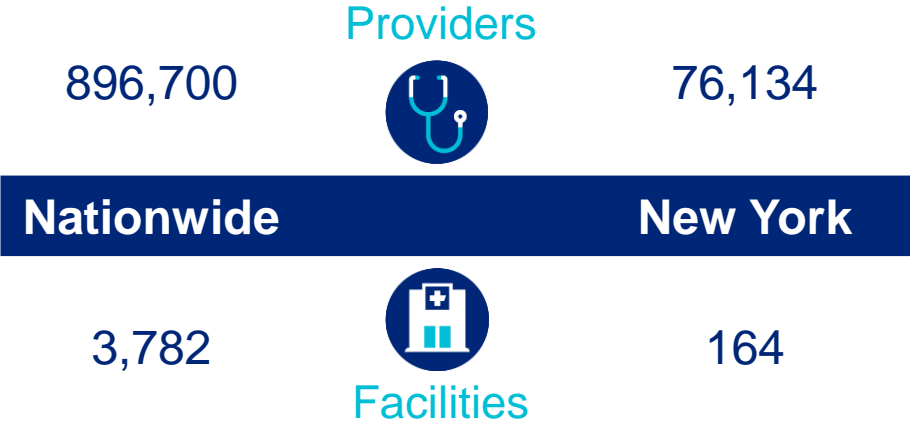 Providers
896,700 76,134
Nationwide New York
3,782 164
Facilities